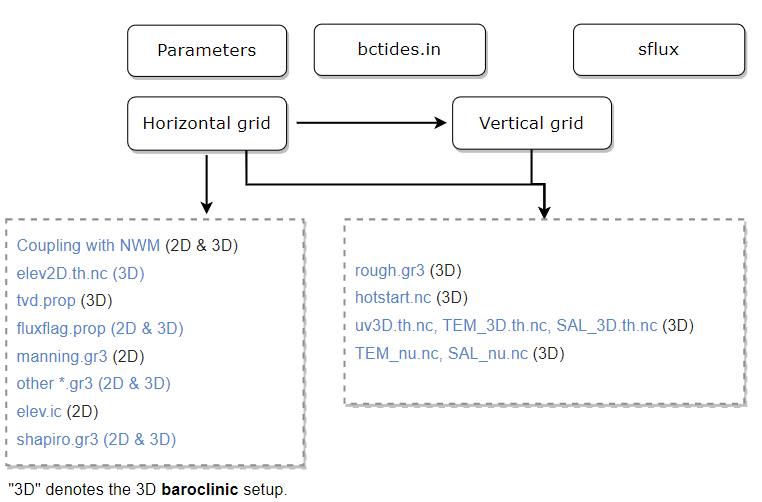 Parameters
bctides.in
sflux
Horizontal grid
Vertical grid
Coupling with NWM (2D & 3D)
elev2D.th.nc (3D)
tvd.prop (3D)
fluxflag.prop (2D & 3D)
manning.gr3 (2D)
other *.gr3 (2D & 3D)
elev.ic (2D)
shapiro.gr3 (2D & 3D)
rough.gr3 (3D)
hotstart.nc (3D)
uv3D.th.nc, TEM_3D.th.nc, SAL_3D.th.nc (3D)
TEM_nu.nc, SAL_nu.nc (3D)
"3D" denotes the 3D baroclinic setup.